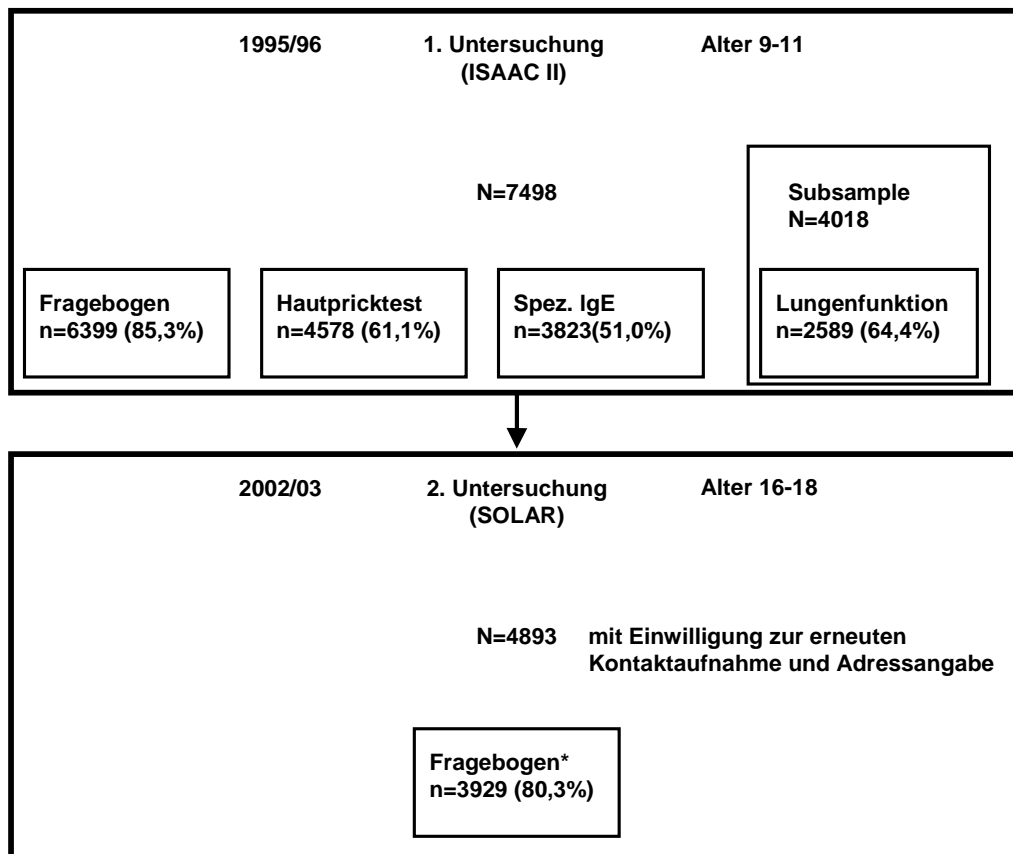 1995/96 1. Untersuchung Alter 9-11
(ISAAC II)
N=7498
Subsample
N=4018
Fragebogen
n=6399 (85,3%)
Hautpricktest
n=4578 (61,1%)
Spez. IgE
n=3823(51,0%)
Lungenfunktion
n=2589 (64,4%)
2002/03 2. Untersuchung Alter 16-18
(SOLAR)
N=4893 mit Einwilligung zur erneuten
Kontaktaufnahme und Adressangabe
Fragebogen*
n=3929 (80,3%)